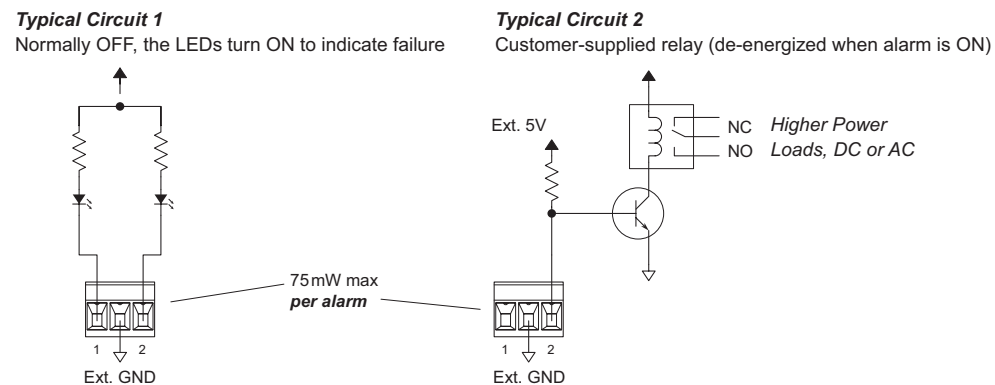 Typical Circuit 1
Normally OFF, the LEDs turn ON to indicate failure
1 2
Ext. GND
75mW max
per alarm
Typical Circuit 2
Customer-supplied relay (de-energized when alarm is ON)
Ext. 5V
NC Higher Power
NO Loads, DC or AC
1 2
Ext. GND